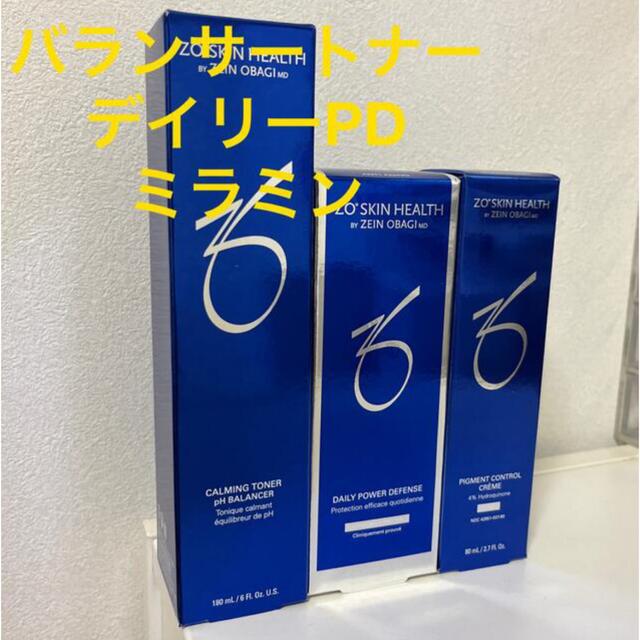 バランサートナー
デイリーPD
ミラミン
ZO® SKIN HEALTH
BY ZEIN OBAGI MD
CALMING TONER
pH BALANCER
Tonique calmant
équilibreur de pH
180 mL / 6 Fl. Oz. U.S.
ZO® SKIN HEALTH
BY ZEIN OBAGI MD
DAILY POWER DEFENSE
Protection efficace quotidienne
Cliniquement prouvé
ZO® SKIN HEALTH
BY ZEIN OBAGI MD
PIGMENT CONTROL
CRÈME
4% Hydroquinone
80 mL / 2.7 Fl. Oz.